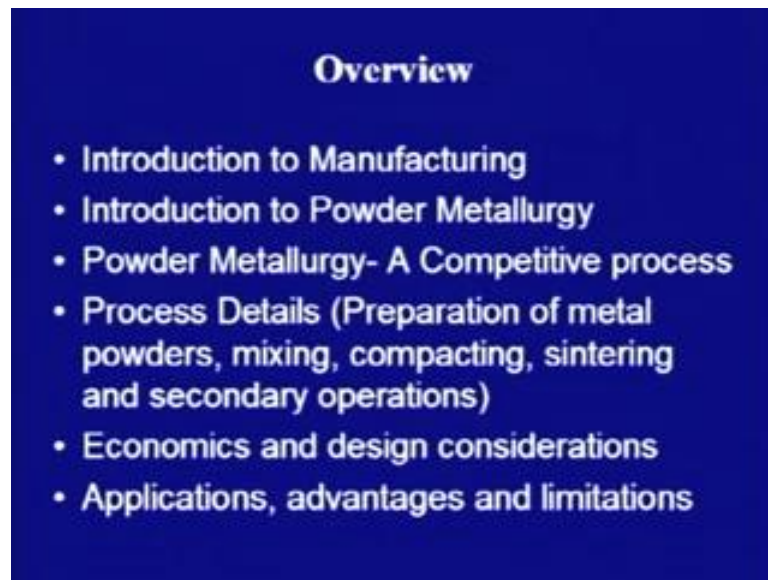 Overview
• Introduction to Manufacturing
• Introduction to Powder Metallurgy
• Powder Metallurgy- A Competitive process
• Process Details (Preparation of metal
powders, mixing, compacting, sintering
and secondary operations)
• Economics and design considerations
• Applications, advantages and limitations